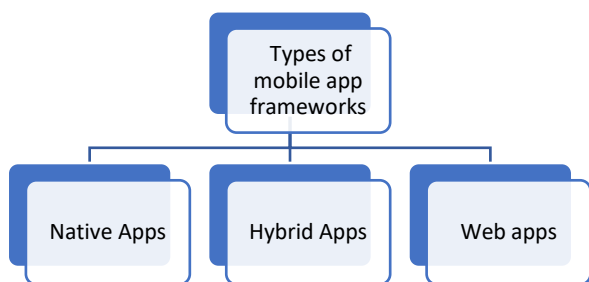 Types of
mobile app
frameworks
Native Apps
Hybrid Apps
Web apps